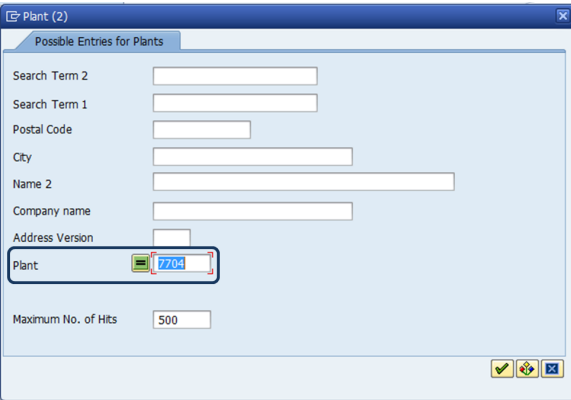 Plant (2)
Possible Entries for Plants
Search Term 2
Search Term 1
Postal Code
City
Name 2
Company name
Address Version
Plant = 7704
Maximum No. of Hits 500